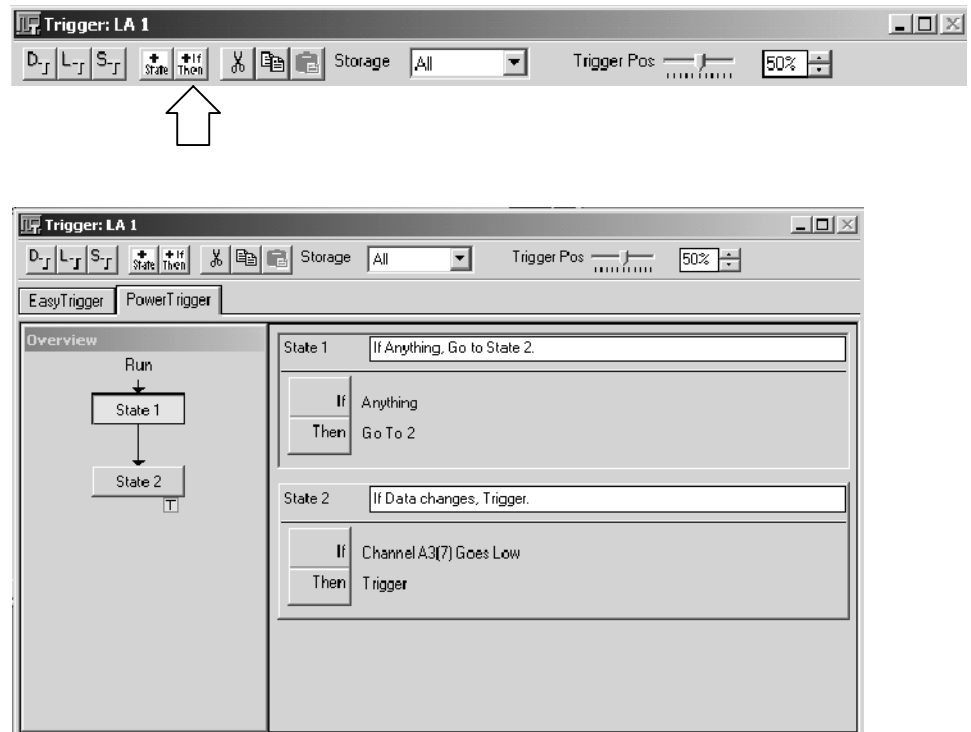 Trigger: LA 1
D- L- S- +State +If Then Storage All Trigger Pos 50%
Trigger: LA 1
D- L- S- +State +If Then Storage All Trigger Pos 50%
EasyTrigger PowerTrigger
Overview
Run
State 1
State 2
T
State 1 If Anything, Go to State 2.
If Anything
Then Go To 2
State 2 If Data changes, Trigger.
If Channel A3(7) Goes Low
Then Trigger